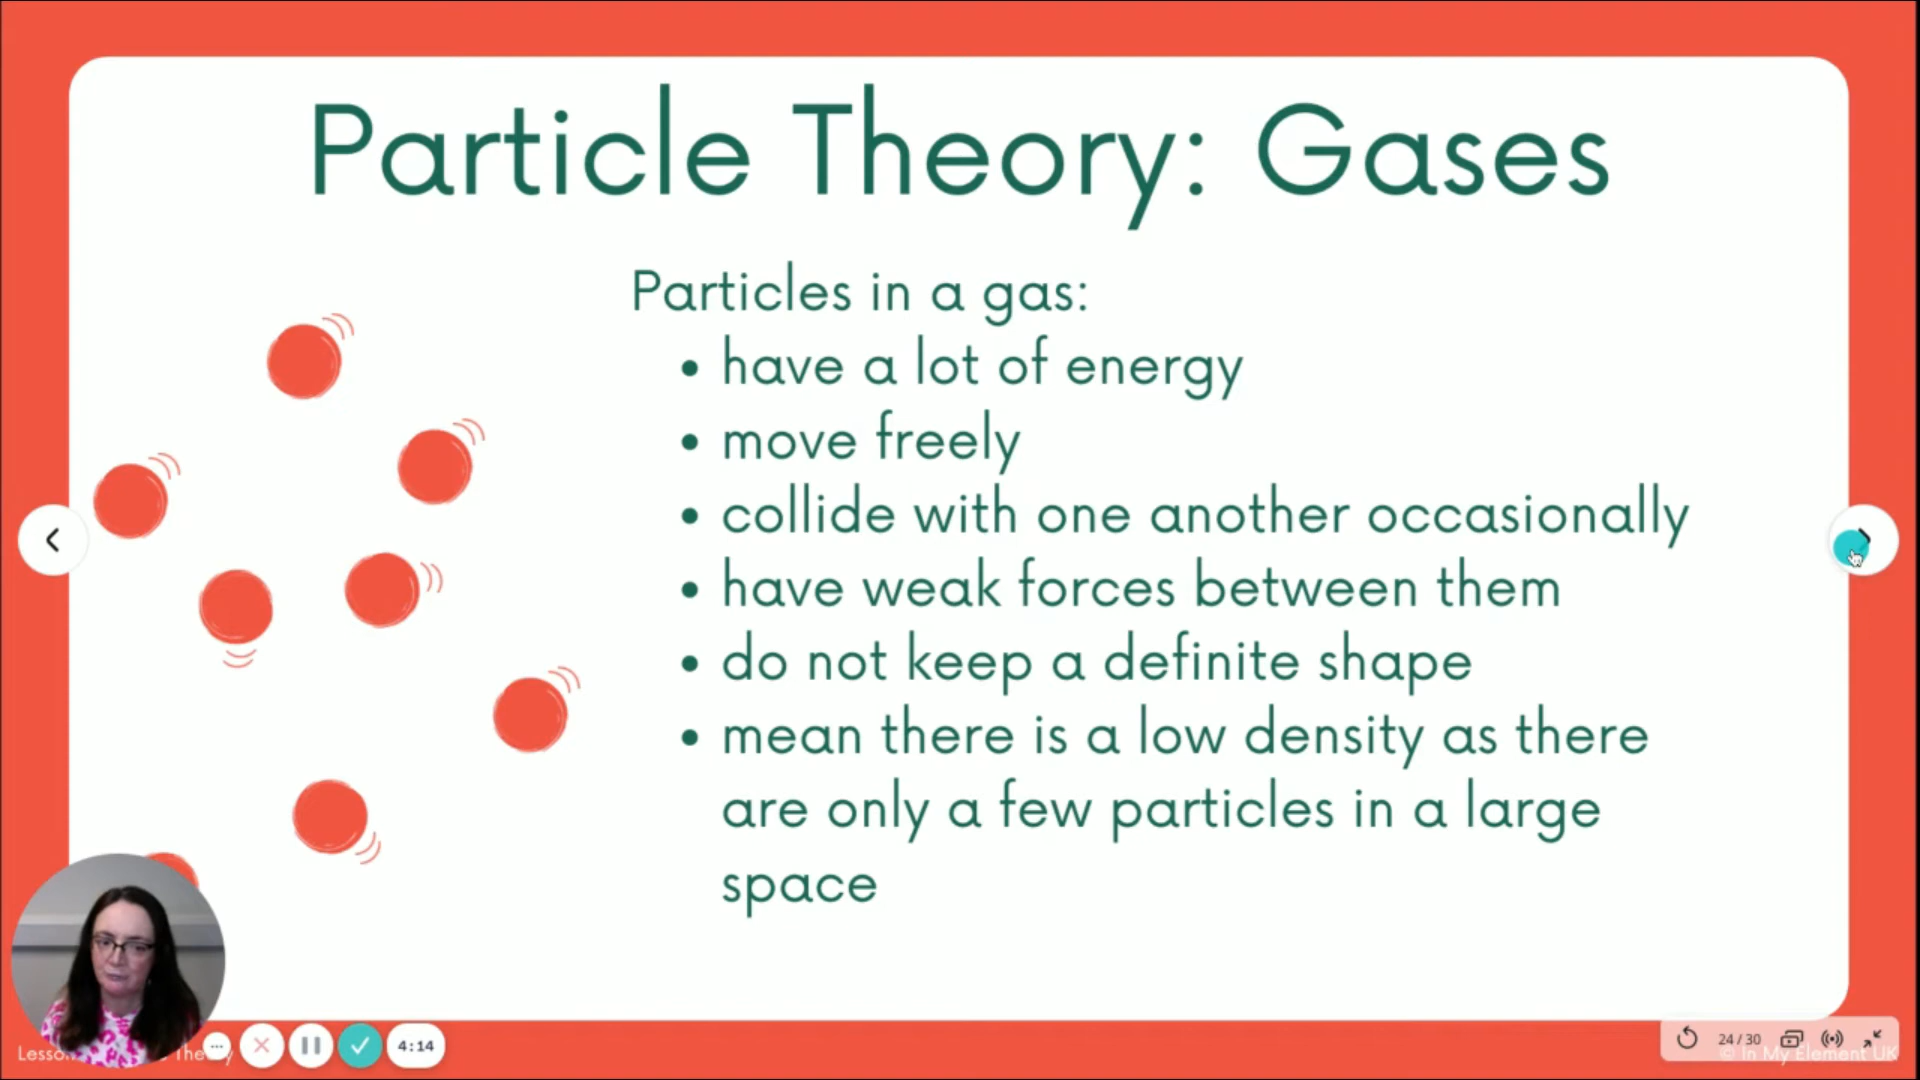 Particle Theory: Gases
Particles in a gas:
• have a lot of energy
• move freely
• collide with one another occasionally
• have weak forces between them
• do not keep a definite shape
• mean there is a low density as there
are only a few particles in a large
space
4:14
24 / 30
© In My Element UK